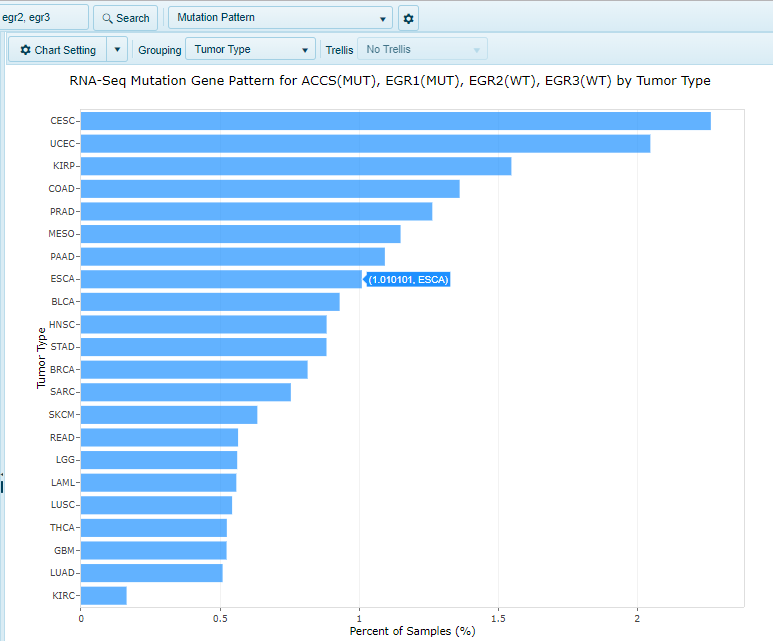 egr2, egr3 Search Mutation Pattern
Chart Setting Grouping Tumor Type Trellis No Trellis
RNA-Seq Mutation Gene Pattern for ACCS(MUT), EGR1(MUT), EGR2(WT), EGR3(WT) by Tumor Type
Tumor Type
CESC
UCEC
KIRP
COAD
PRAD
MESO
PAAD
ESCA
(1.010101, ESCA)
BLCA
HNSC
STAD
BRCA
SARC
SKCM
READ
LGG
LAML
LUSC
THCA
GBM
LUAD
KIRC
0 0.5 1 1.5 2
Percent of Samples (%)